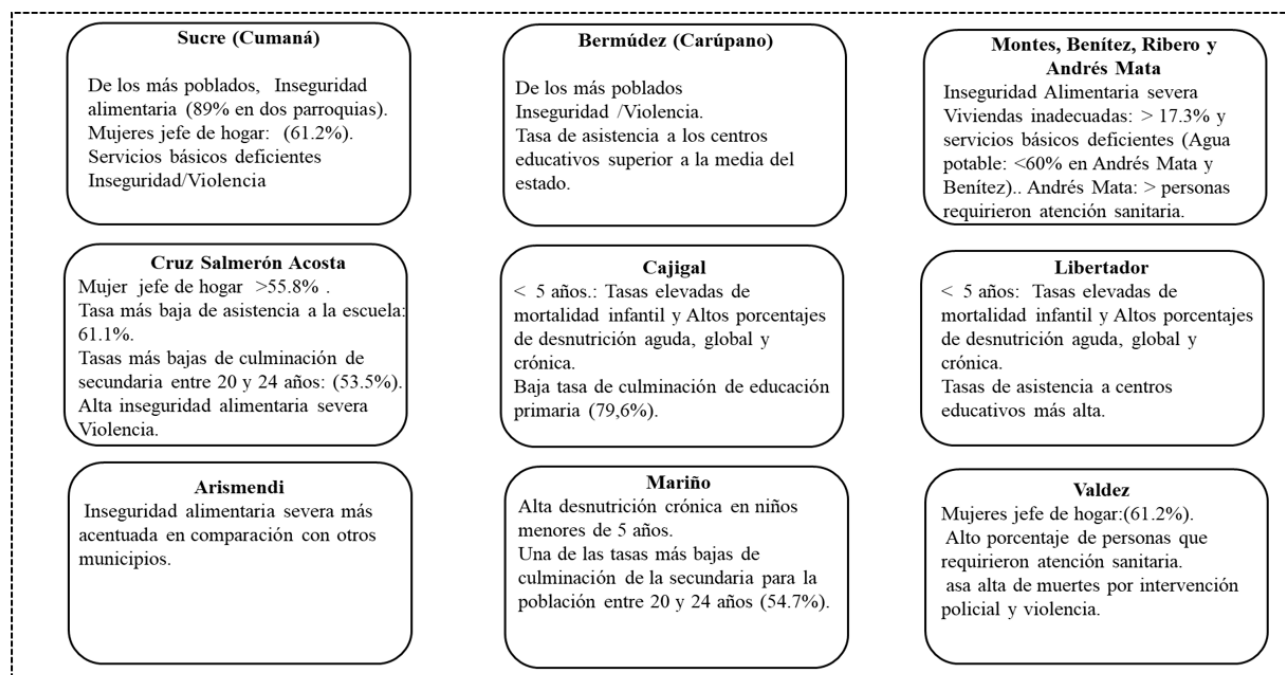 Sucre (Cumaná)
De los más poblados, Inseguridad
alimentaria (89% en dos parroquias).
Mujeres jefe de hogar: (61.2%).
Servicios básicos deficientes
Inseguridad/Violencia
Bermúdez (Carúpano)
De los más poblados
Inseguridad /Violencia.
Tasa de asistencia a los centros
educativos superior a la media del
estado.
Montes, Benítez, Ribero y
Andrés Mata
Inseguridad Alimentaria severa
Viviendas inadecuadas: > 17.3% y
servicios básicos deficientes (Agua
potable: <60% en Andrés Mata y
Benítez).. Andrés Mata: > personas
requirieron atención sanitaria.
Cruz Salmerón Acosta
Mujer jefe de hogar >55.8% .
Tasa más baja de asistencia a la escuela:
61.1%.
Tasas más bajas de culminación de
secundaria entre 20 y 24 años: (53.5%).
Alta inseguridad alimentaria severa
Violencia.
Cajigal
< 5 años.: Tasas elevadas de
mortalidad infantil y Altos porcentajes
de desnutrición aguda, global y
crónica.
Baja tasa de culminación de educación
primaria (79,6%).
Libertador
< 5 años: Tasas elevadas de
mortalidad infantil y Altos porcentajes
de desnutrición aguda, global y
crónica.
Tasas de asistencia a centros
educativos más alta.
Arismendi
Inseguridad alimentaria severa más
acentuada en comparación con otros
municipios.
Mariño
Alta desnutrición crónica en niños
menores de 5 años.
Una de las tasas más bajas de
culminación de la secundaria para la
población entre 20 y 24 años (54.7%).
Valdez
Mujeres jefe de hogar:(61.2%).
Alto porcentaje de personas que
requirieron atención sanitaria.
asa alta de muertes por intervención
policial y violencia.